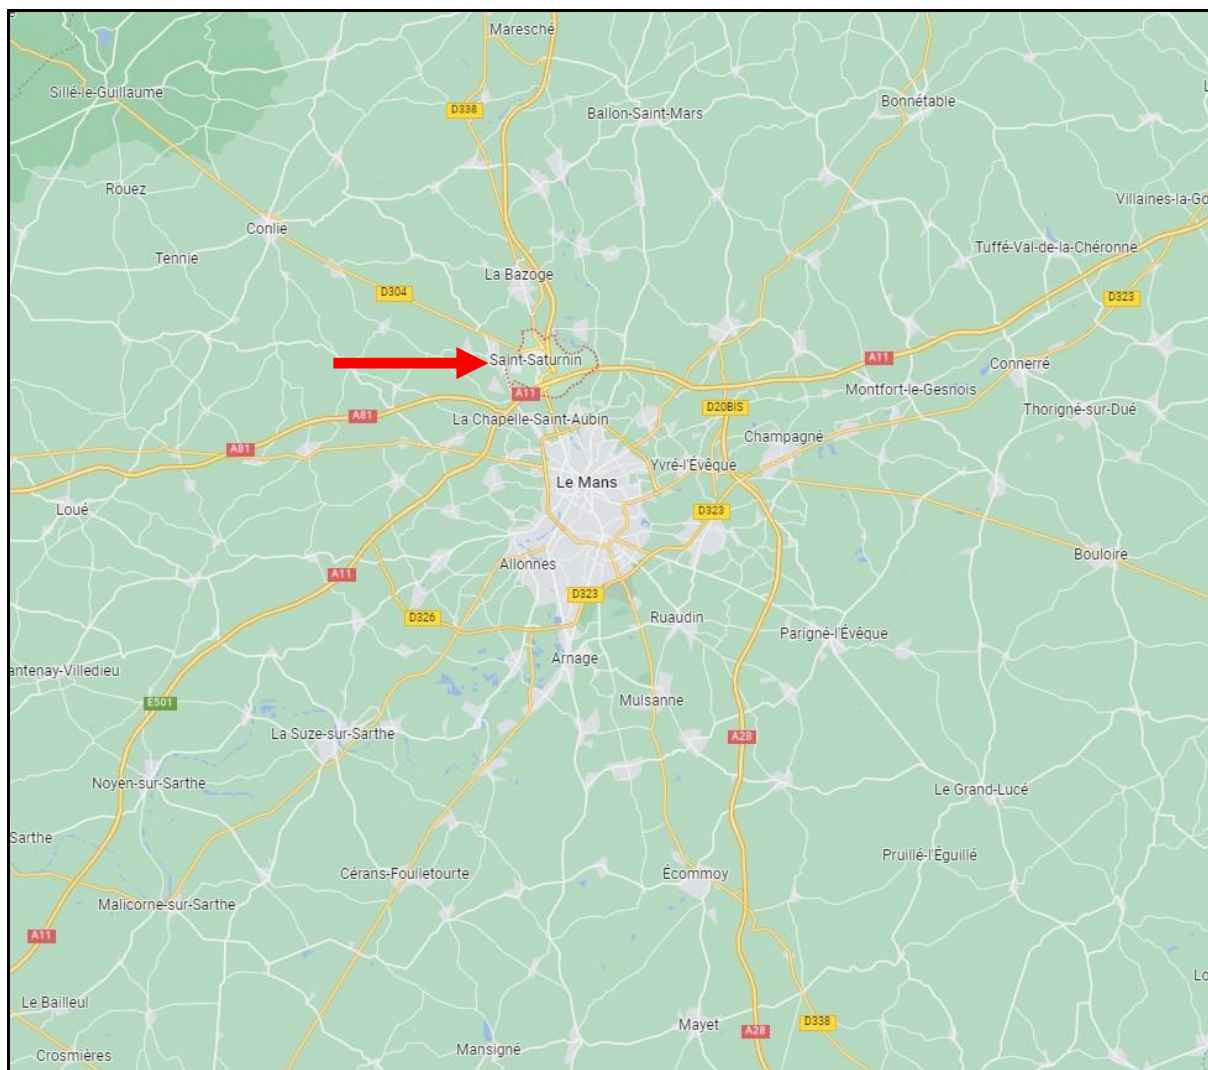 Maresché
Sillé-le-Guillaume
D338
Ballon-Saint-Mars
Bonnétable
Rouez
Villaines-la-Go
Conlie
Tennie
Tuffé-Val-de-la-Chéronne
La Bazoge
D304
D323
Saint-Saturnin
A11
Connerré
A11
Montfort-le-Gesnois
A81
La Chapelle-Saint-Aubin
D20BIS
Thorigné-sur-Dué
A81
Champagné
Yvré-l'Évêque
Le Mans
Loué
D323
Bouloire
Allonnes
A11
D323
D326
Ruaudin
Parigné-l'Évêque
Arnage
antenay-Villedieu
E501
Mulsanne
La Suze-sur-Sarthe
A28
Noyen-sur-Sarthe
Le Grand-Lucé
Sarthe
Pruillé-l'Éguillé
Cérans-Foulletourte
Écommoy
Malicorne-sur-Sarthe
A11
Lo
Le Bailleul
Mayet
D338
A28
Mansigné
Crosmières